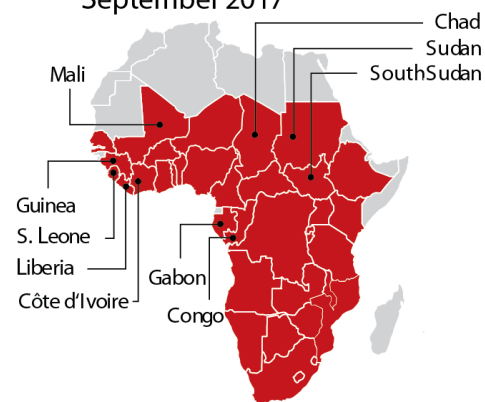 September 2017
Chad
Sudan
SouthSudan
Mali
Guinea
S. Leone
Liberia
Côte d'Ivoire
Gabon
Congo